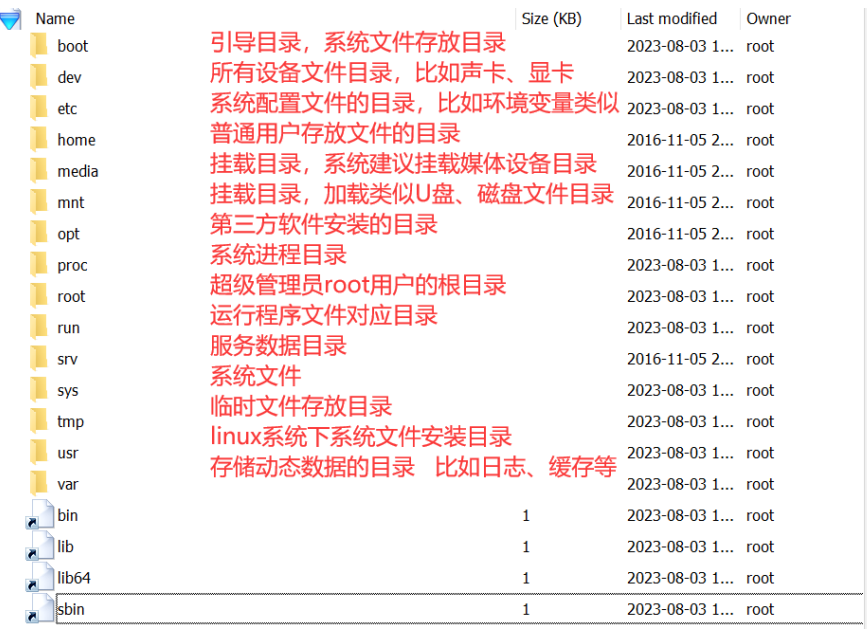 Name Size (KB) Last modified Owner
boot 引导目录，系统文件存放目录 2023-08-03 1... root
dev 所有设备文件目录，比如声卡、显卡 2023-08-03 1... root
etc 系统配置文件的目录，比如环境变量类似 2023-08-03 1... root
home 普通用户存放文件的目录 2016-11-05 2... root
media 挂载目录，系统建议挂载媒体设备目录 2016-11-05 2... root
mnt 挂载目录，加载类似U盘、磁盘文件目录 2016-11-05 2... root
opt 第三方软件安装的目录 2016-11-05 2... root
proc 系统进程目录 2023-08-03 1... root
root 超级管理员root用户的根目录 2023-08-03 1... root
run 运行程序文件对应目录 2023-08-03 1... root
srv 服务数据目录 2016-11-05 2... root
sys 系统文件 2023-08-03 1... root
tmp 临时文件存放目录 2023-08-03 1... root
usr linux系统下系统文件安装目录 2023-08-03 1... root
var 存储动态数据的目录 比如日志、缓存等 2023-08-03 1... root
bin 1 2023-08-03 1... root
lib 1 2023-08-03 1... root
lib64 1 2023-08-03 1... root
sbin 1 2023-08-03 1... root